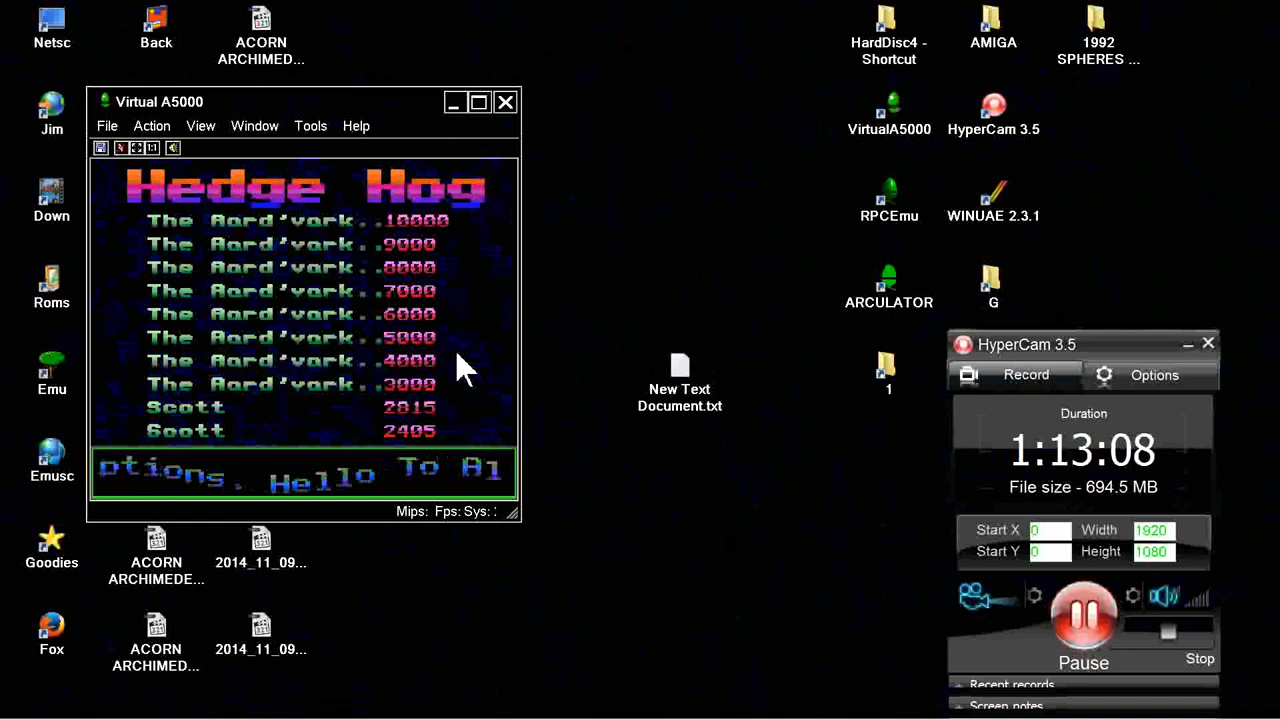 Netsc
Back
ACORN
ARCHIMED...
HardDisc4 -
Shortcut
AMIGA
1992
SPHERES ...
Jim
VirtualA5000
HyperCam 3.5
Down
RPCEmu
WINUAE 2.3.1
Roms
ARCULATOR
G
Emu
New Text
Document.txt
1
Emusc
Goodies
ACORN
ARCHIMEDE...
2014_11_09...
Fox
ACORN
ARCHIMED...
2014_11_09...
Virtual A5000
File Action View Window Tools Help
1:1
Hedge Hog
The Aard'vark..10000
The Aard'vark..9000
The Aard'vark..8000
The Aard'vark..7000
The Aard'vark..6000
The Aard'vark..5000
The Aard'vark..4000
The Aard'vark..3000
Scott 2815
Scott 2405
ptions. Hello To Al
Mips: Fps: Sys: :
HyperCam 3.5
Record Options
Duration
1:13:08
File size - 694.5 MB
Start X 0 Width 1920
Start Y 0 Height 1080
Pause
Stop
Recent records
Screen notes